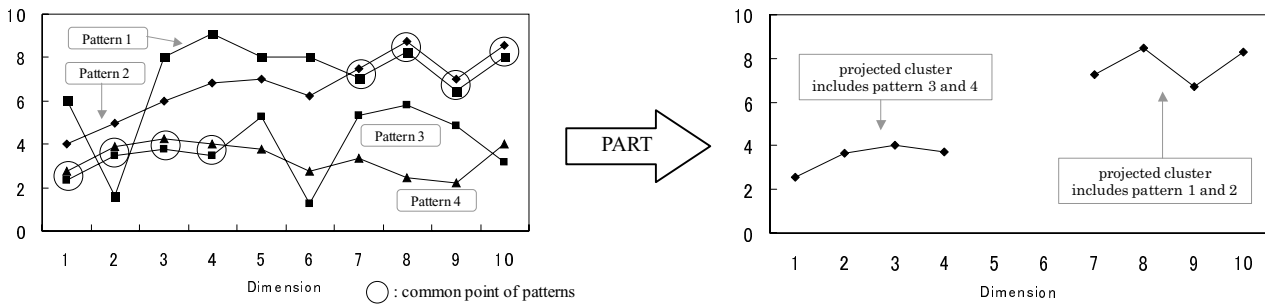 10
8
6
4
2
0
Pattern 1
Pattern 2
Pattern 3
Pattern 4
1 2 3 4 5 6 7 8 9 10
Dimension
: common point of patterns
PART
10
8
6
4
2
0
projected cluster
includes pattern 3 and 4
projected cluster
includes pattern 1 and 2
1 2 3 4 5 6 7 8 9 10
Dimension